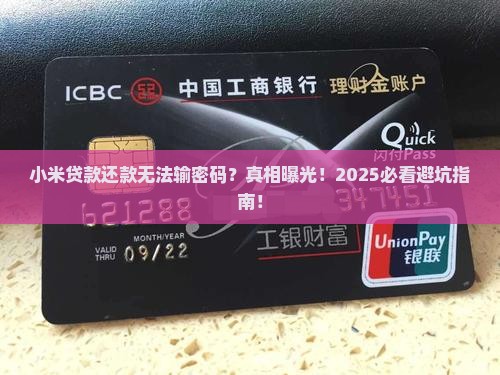 ICBC 中国工商银行 理财金账户
Quick
闪付Pass
小米贷款还款无法输密码？真相曝光！2025必看避坑指
南！
621288 347451
MONTH/YEAR
VALID
THRU 09/22
工银财富
UnionPay
银联